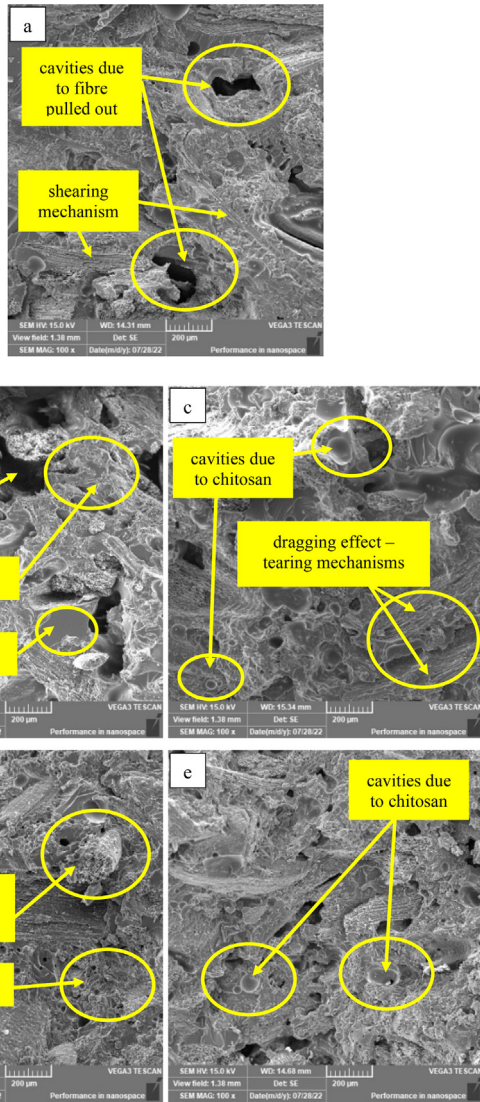 a
cavities due
to fibre
pulled out
shearing
mechanism
SEM HV: 15.0 kV WD: 14.31 mm VEGA3 TESCAN
View field: 1.38 mm Det: SE 200 µm
SEM MAG: 100 x Date(m/d/y): 07/28/22 Performance in nanospace
c
cavities due
to chitosan
dragging effect –
tearing mechanisms
VEGA3 TESCAN
200 µm
Performance in nanospace
SEM HV: 15.0 kV WD: 15.34 mm VEGA3 TESCAN
View field: 1.38 mm Det: SE 200 µm
SEM MAG: 100 x Date(m/d/y): 07/28/22 Performance in nanospace
e
cavities due
to chitosan
VEGA3 TESCAN
200 µm
Performance in nanospace
SEM HV: 15.0 kV WD: 14.68 mm VEGA3 TESCAN
View field: 1.38 mm Det: SE 200 µm
SEM MAG: 100 x Date(m/d/y): 07/28/22 Performance in nanospace